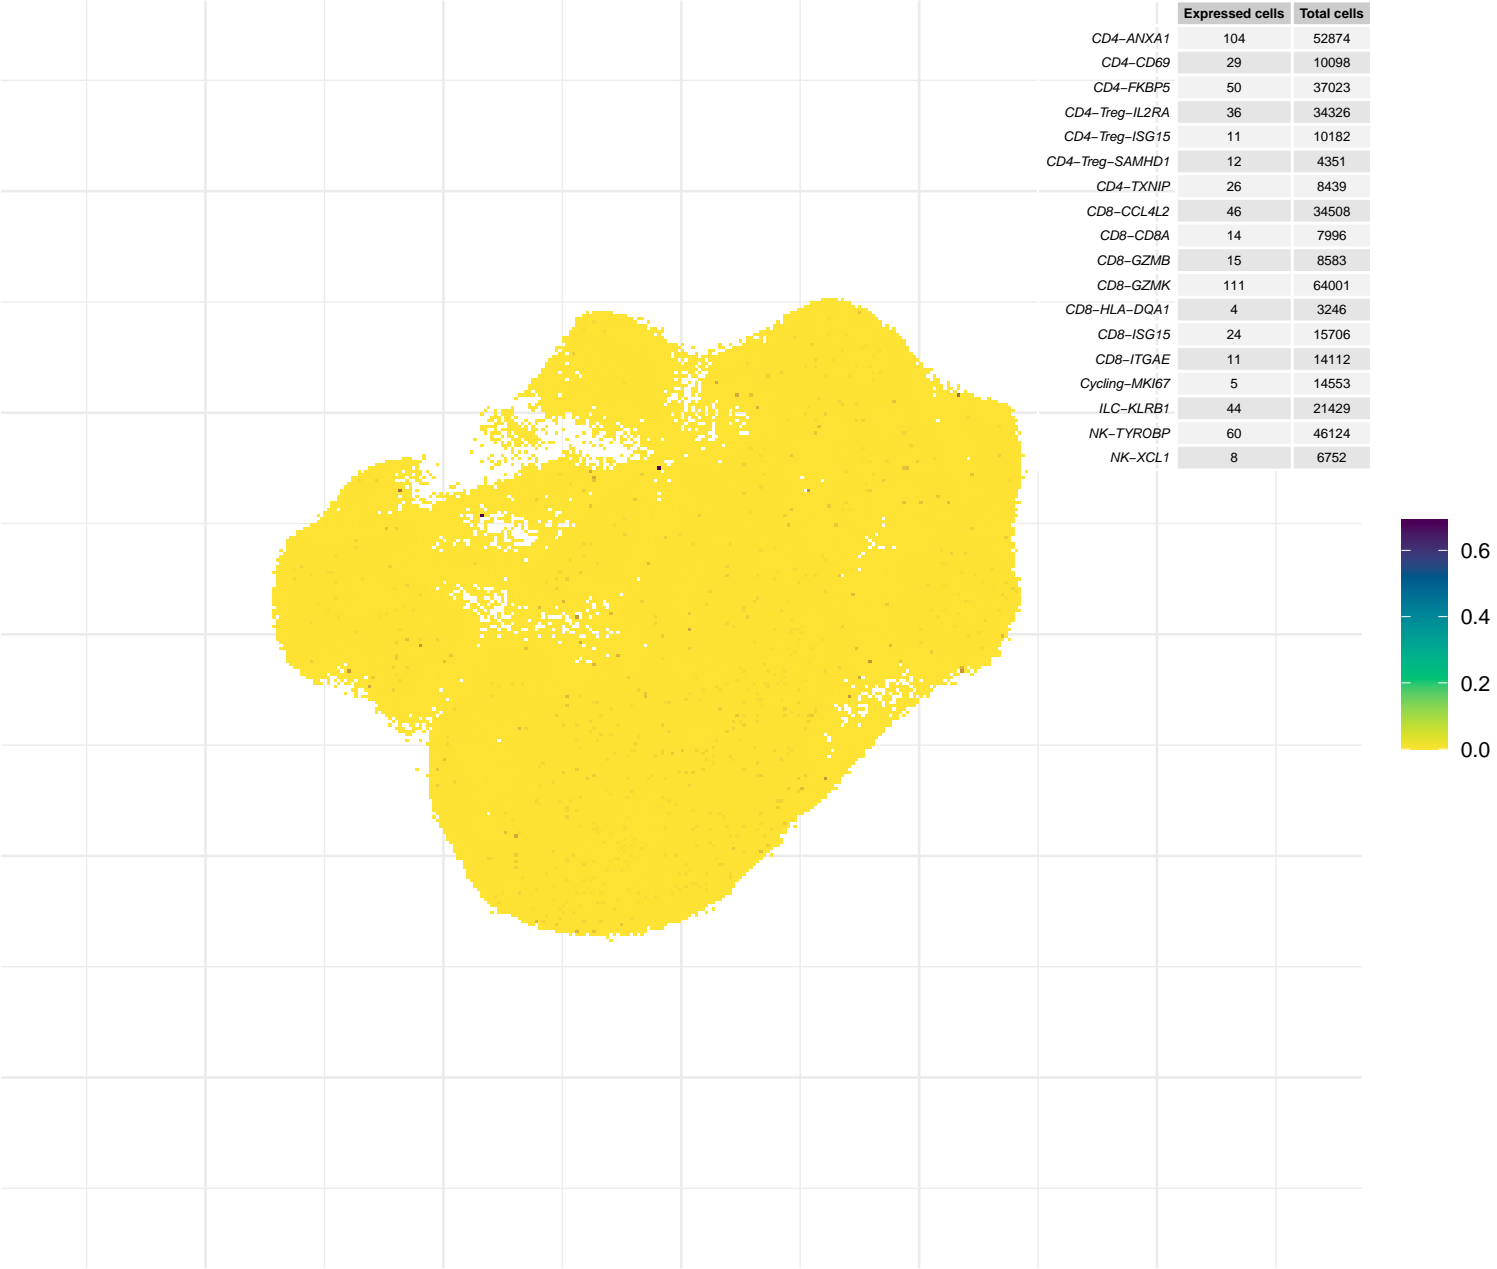 Expressed cells Total cells
CD4−ANXA1 104 52874
CD4−CD69 29 10098
CD4−FKBP5 50 37023
CD4−Treg−IL2RA 36 34326
CD4−Treg−ISG15 11 10182
CD4−Treg−SAMHD1 12 4351
CD4−TXNIP 26 8439
CD8−CCL4L2 46 34508
CD8−CD8A 14 7996
CD8−GZMB 15 8583
CD8−GZMK 111 64001
CD8−HLA−DQA1 4 3246
CD8−ISG15 24 15706
CD8−ITGAE 11 14112
Cycling−MKI67 5 14553
ILC−KLRB1 44 21429
NK−TYROBP 60 46124
NK−XCL1 8 6752
0.6
0.4
0.2
0.0